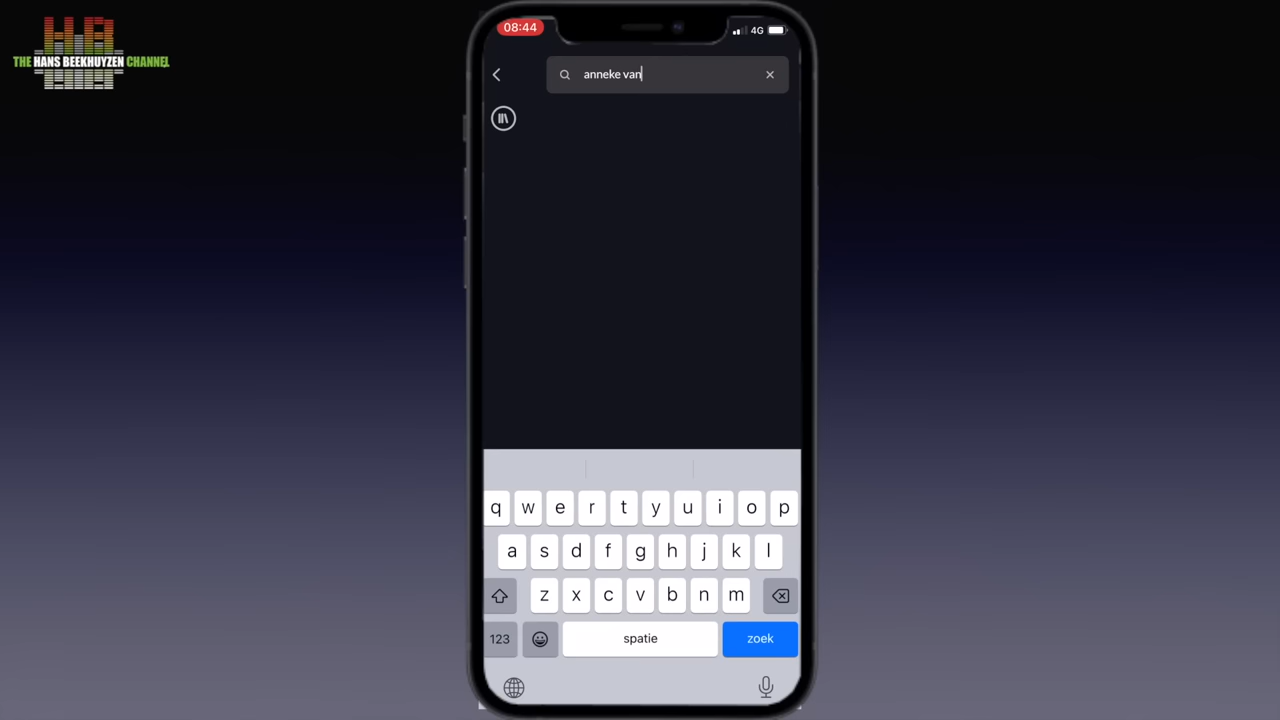 THE HANS BEEKHUYZEN CHANNEL
08:44
4G
anneke van
q w e r t y u i o p
a s d f g h j k l
z x c v b n m
123 spatie zoek